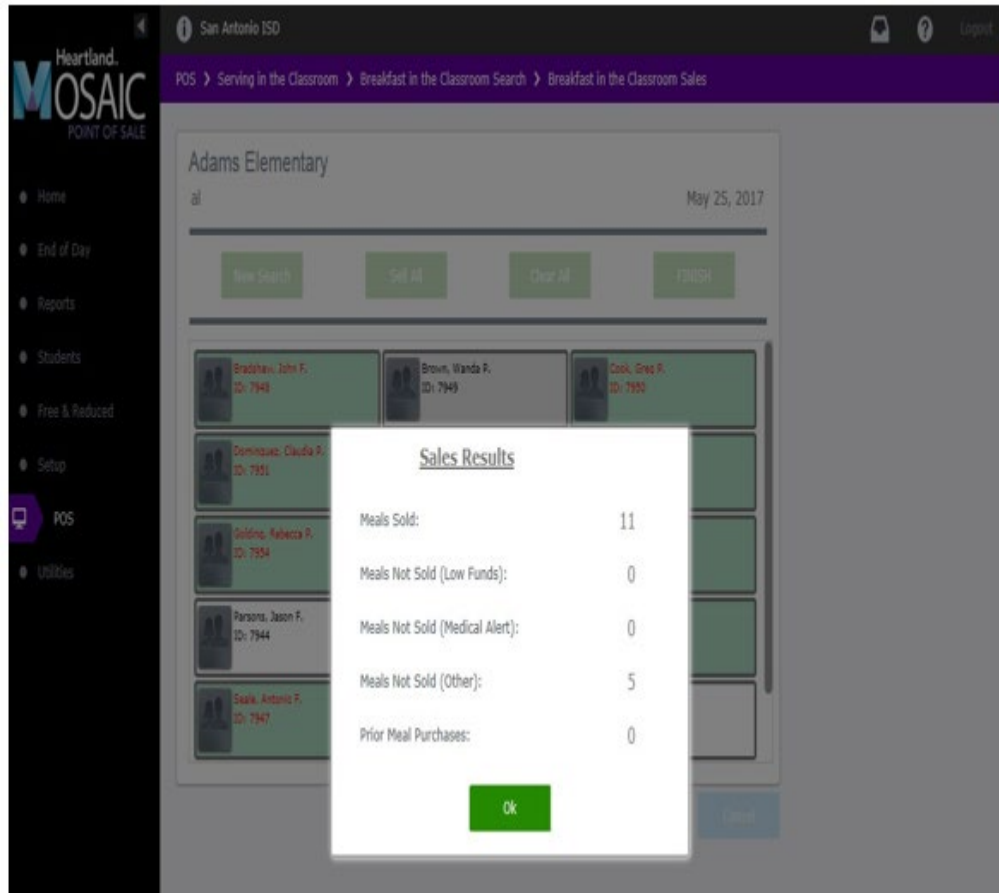 San Antonio ISD
Logout
Heartland
MOSAIC
POINT OF SALE
POS > Serving in the Classroom > Breakfast in the Classroom Search > Breakfast in the Classroom Sales
Home
End of Day
Reports
Students
Free & Reduced
Setup
POS
Utilities
Adams Elementary
al
May 25, 2017
New Search
Sell All
Clear All
FINISH
Bradshaw, John F.
ID: 7948
Brown, Wanda P.
ID: 7949
Cook, Greg P.
ID: 7950
Dominquez, Claudia P.
ID: 7951
Golding, Rebecca P.
ID: 7954
Parsons, Jason F.
ID: 7944
Seale, Antonio F.
ID: 7947
Sales Results
Meals Sold: 11
Meals Not Sold (Low Funds): 0
Meals Not Sold (Medical Alert): 0
Meals Not Sold (Other): 5
Prior Meal Purchases: 0
Ok
Cancel